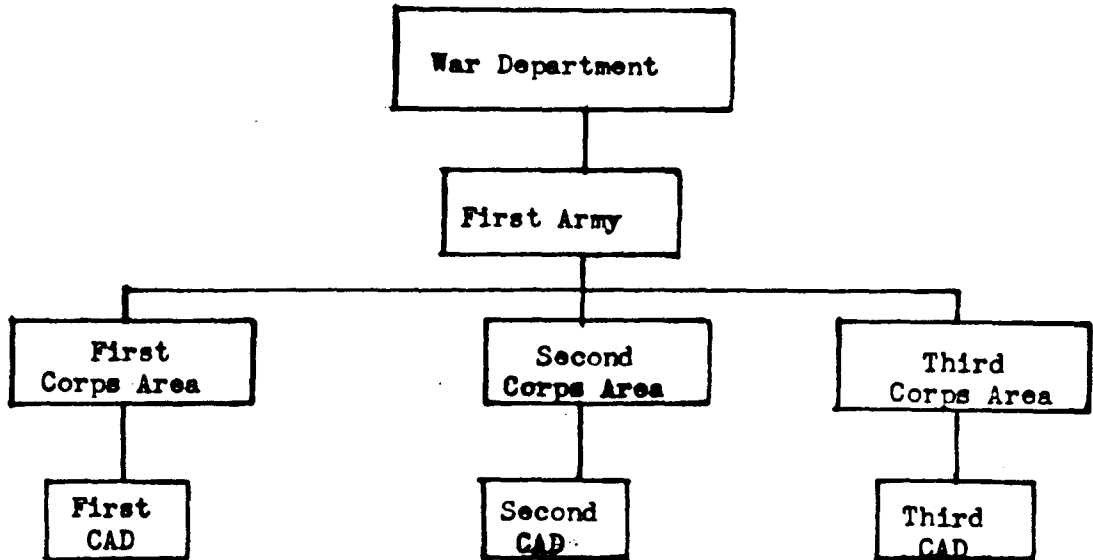 War Department
First Army
First
Corps Area
Second
Corps Area
Third
Corps Area
First
CAD
Second
CAD
Third
CAD